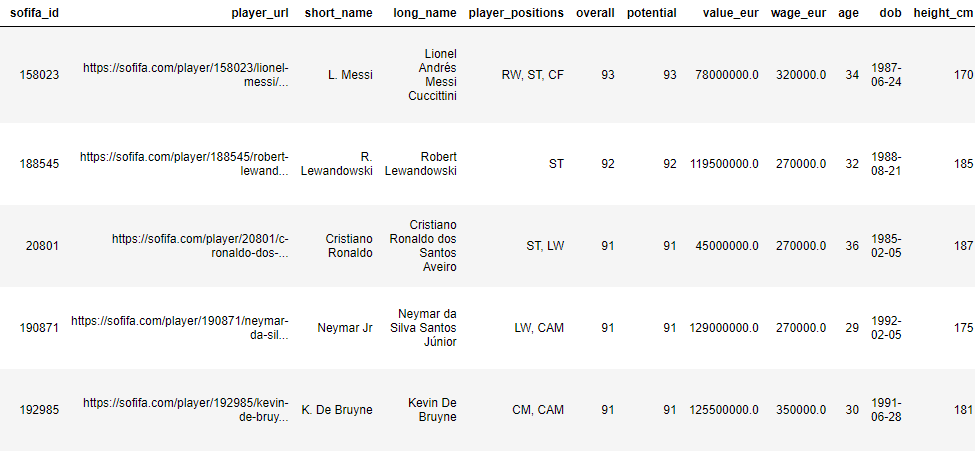 sofifa_id player_url short_name long_name player_positions overall potential value_eur wage_eur age dob height_cm
158023 https://sofifa.com/player/158023/lionel-messi/... L. Messi Lionel Andrés Messi Cuccittini RW, ST, CF 93 93 78000000.0 320000.0 34 1987-06-24 170
188545 https://sofifa.com/player/188545/robert-lewand... R. Lewandowski Robert Lewandowski ST 92 92 119500000.0 270000.0 32 1988-08-21 185
20801 https://sofifa.com/player/20801/c-ronaldo-dos-... Cristiano Ronaldo Cristiano Ronaldo dos Santos Aveiro ST, LW 91 91 45000000.0 270000.0 36 1985-02-05 187
190871 https://sofifa.com/player/190871/neymar-da-sil... Neymar Jr Neymar da Silva Santos Júnior LW, CAM 91 91 129000000.0 270000.0 29 1992-02-05 175
192985 https://sofifa.com/player/192985/kevin-de-bruy... K. De Bruyne Kevin De Bruyne CM, CAM 91 91 125500000.0 350000.0 30 1991-06-28 181